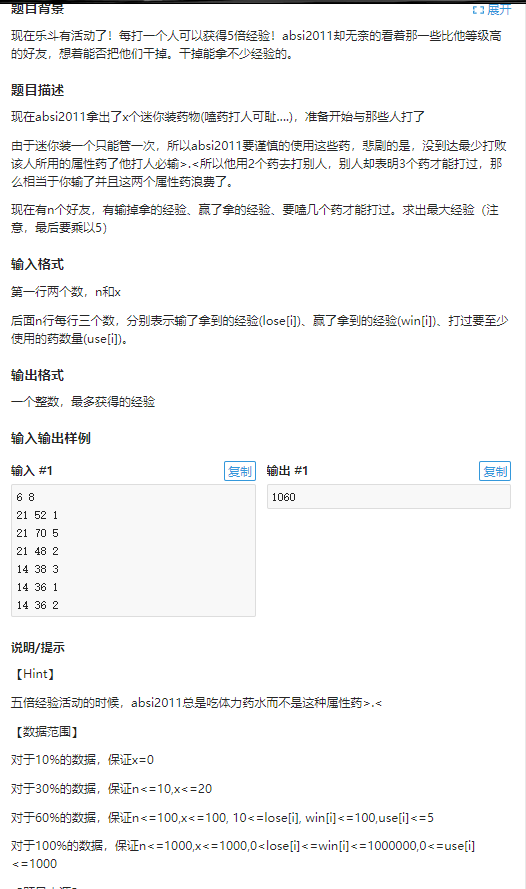 题目背景
展开
现在乐斗有活动了！每打一个人可以获得5倍经验！absi2011却无奈的看着那一些比他等级高
的好友，想着能否把他们干掉。干掉能拿不少经验的。
题目描述
现在absi2011拿出了x个迷你装药物(嗑药打人可耻….)，准备开始与那些人打了
由于迷你装一个只能管一次，所以absi2011要谨慎的使用这些药，悲剧的是，没到达最少打败
该人所用的属性药了他打人必输>.<所以他用2个药去打别人，别人却表明3个药才能打过，那
么相当于你输了并且这两个属性药浪费了。
现在有n个好友，有输掉拿的经验、赢了拿的经验、要嗑几个药才能打过。求出最大经验（注
意，最后要乘以5）
输入格式
第一行两个数，n和x
后面n行每行三个数，分别表示输了拿到的经验(lose[i])、赢了拿到的经验(win[i])、打过要至少
使用的药数量(use[i])。
输出格式
一个整数，最多获得的经验
输入输出样例
输入 #1
复制
6 8
21 52 1
21 70 5
21 48 2
14 38 3
14 36 1
14 36 2
输出 #1
复制
1060
说明/提示
【Hint】
五倍经验活动的时候，absi2011总是吃体力药水而不是这种属性药>.<
【数据范围】
对于10%的数据，保证x=0
对于30%的数据，保证n<=10,x<=20
对于60%的数据，保证n<=100,x<=100, 10<=lose[i], win[i]<=100,use[i]<=5
对于100%的数据，保证n<=1000,x<=1000,0<lose[i]<=win[i]<=1000000,0<=use[i]
<=1000